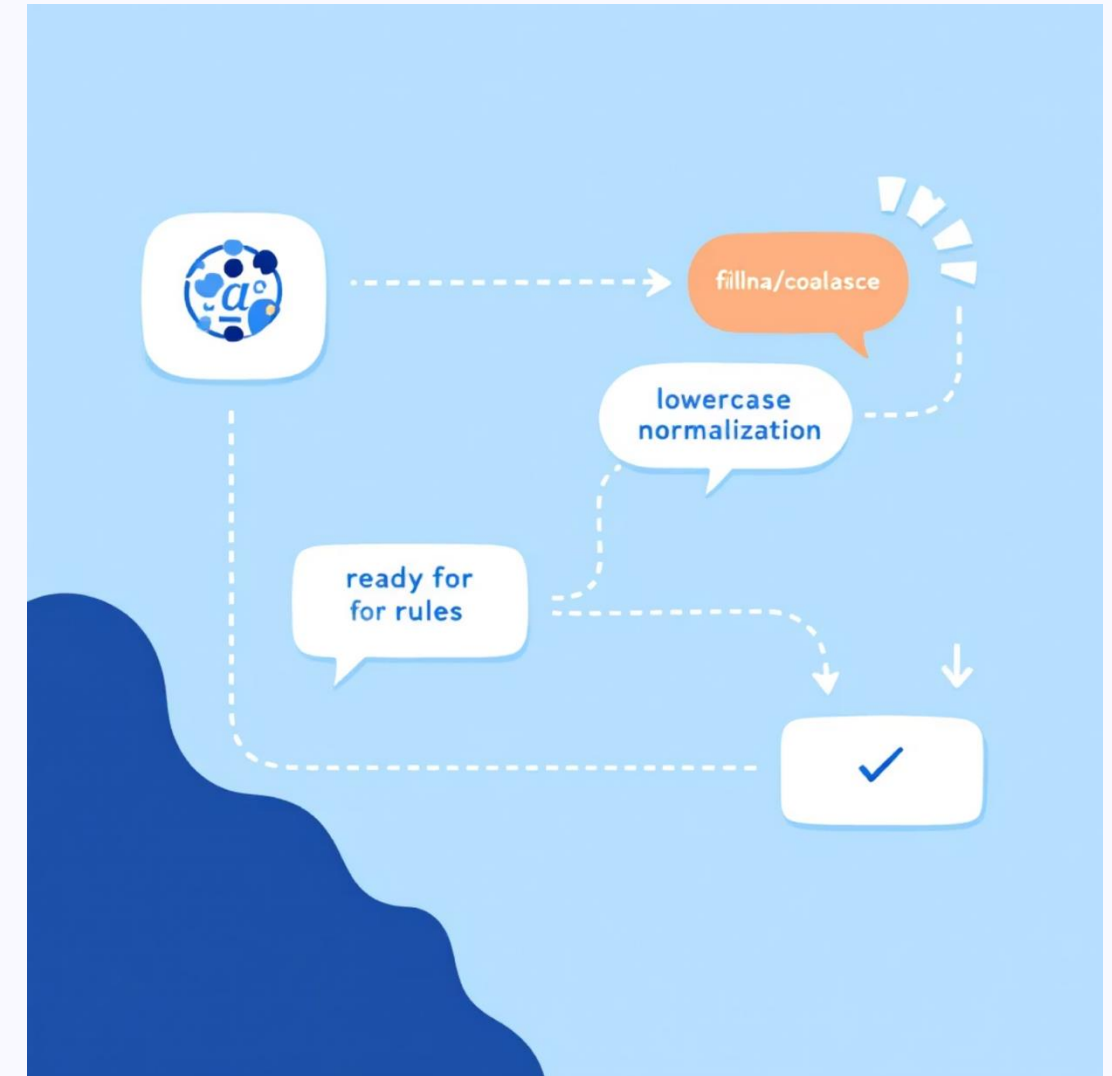 a
fillna/coalasce
lowercase
normalization
ready for
for rules